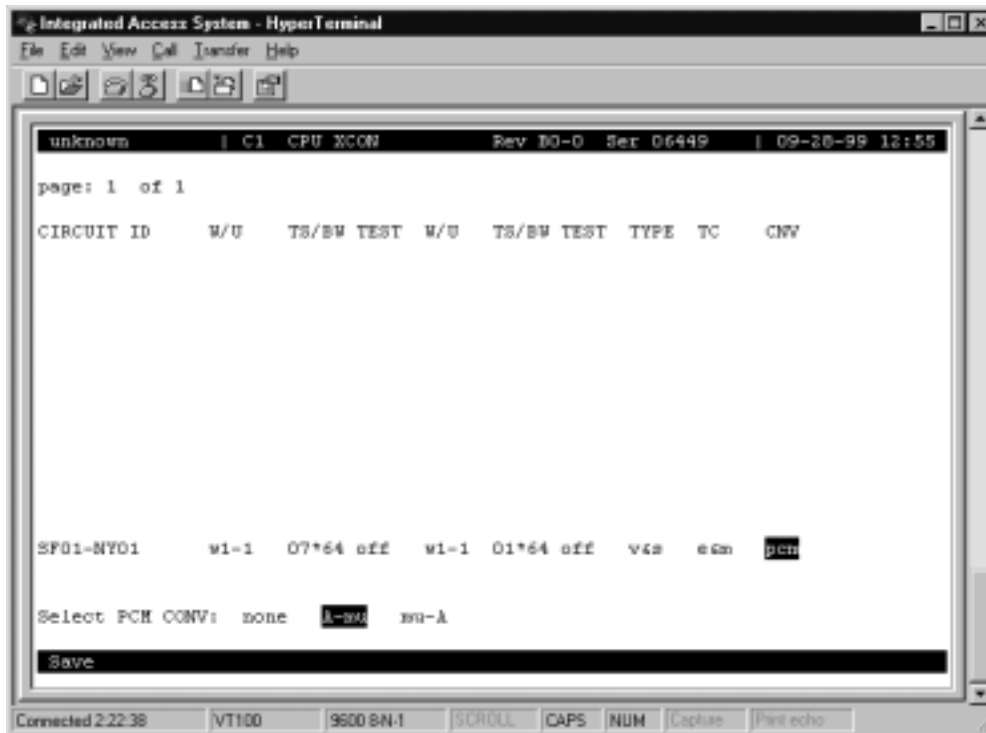 Integrated Access System - HyperTerminal
File Edit View Call Transfer Help
unknown | C1 CPU XCON Rev B0-0 Ser 06449 | 09-28-99 12:55
page: 1 of 1
CIRCUIT ID W/U TS/BW TEST W/U TS/BW TEST TYPE TC CNV
SF01-NY01 w1-1 07*64 off w1-1 01*64 off v&s e&m pcm
Select PCM CONV: none A-mu mu-A
Save
Connected 2:22:38 VT100 9600 8-N-1 SCROLL CAPS NUM Capture Print echo